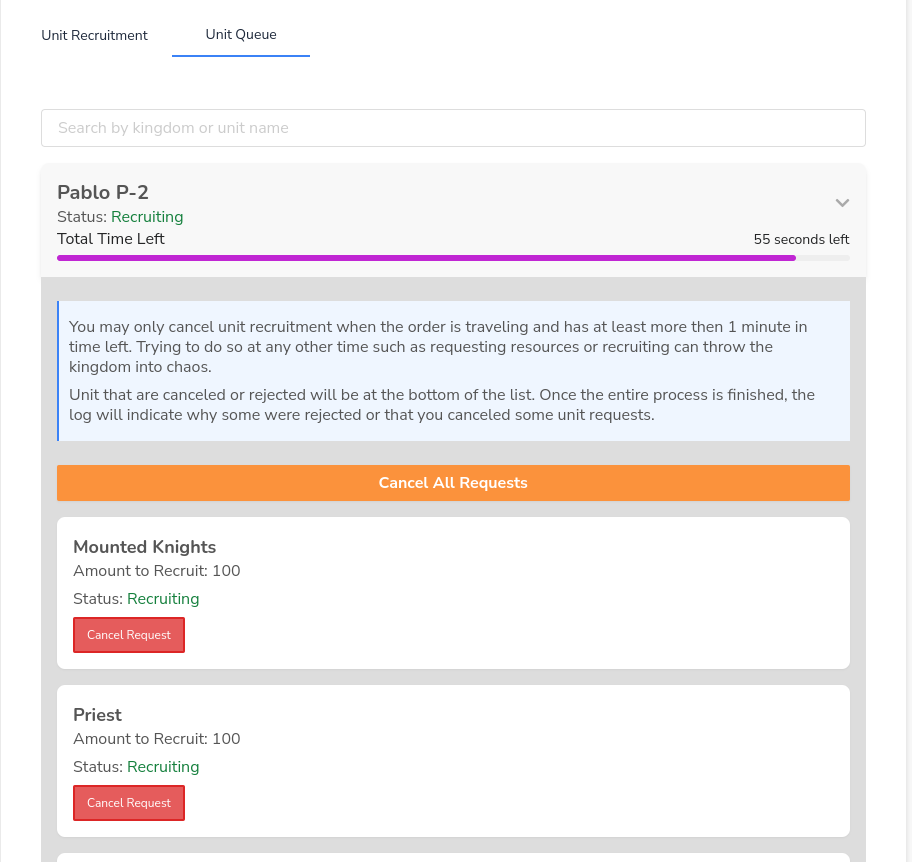 Unit Recruitment
Unit Queue
Search by kingdom or unit name
Pablo P-2
Status: Recruiting
Total Time Left
55 seconds left
You may only cancel unit recruitment when the order is traveling and has at least more then 1 minute in
time left. Trying to do so at any other time such as requesting resources or recruiting can throw the
kingdom into chaos.
Unit that are canceled or rejected will be at the bottom of the list. Once the entire process is finished, the
log will indicate why some were rejected or that you canceled some unit requests.
Cancel All Requests
Mounted Knights
Amount to Recruit: 100
Status: Recruiting
Cancel Request
Priest
Amount to Recruit: 100
Status: Recruiting
Cancel Request